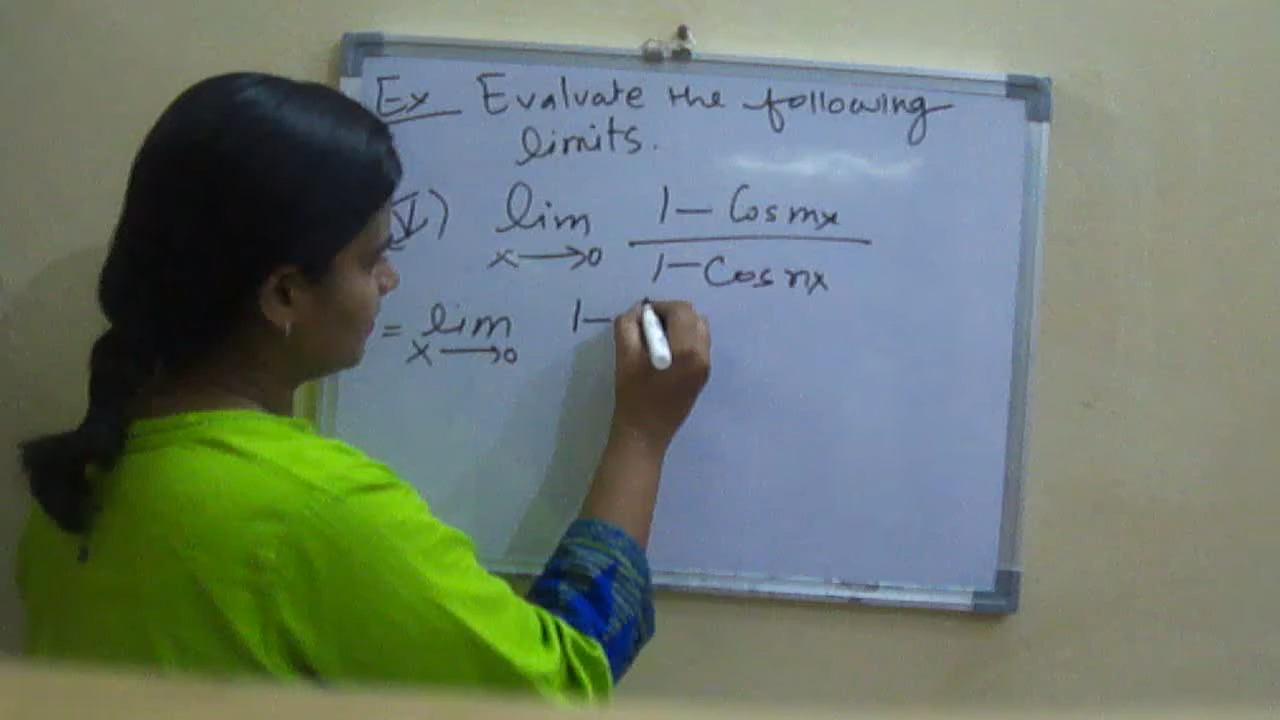 Ex Evaluate the following
limits.
V) lim x→0 (1 - Cos mx)/(1 - Cos nx)
= lim x→0 1 -